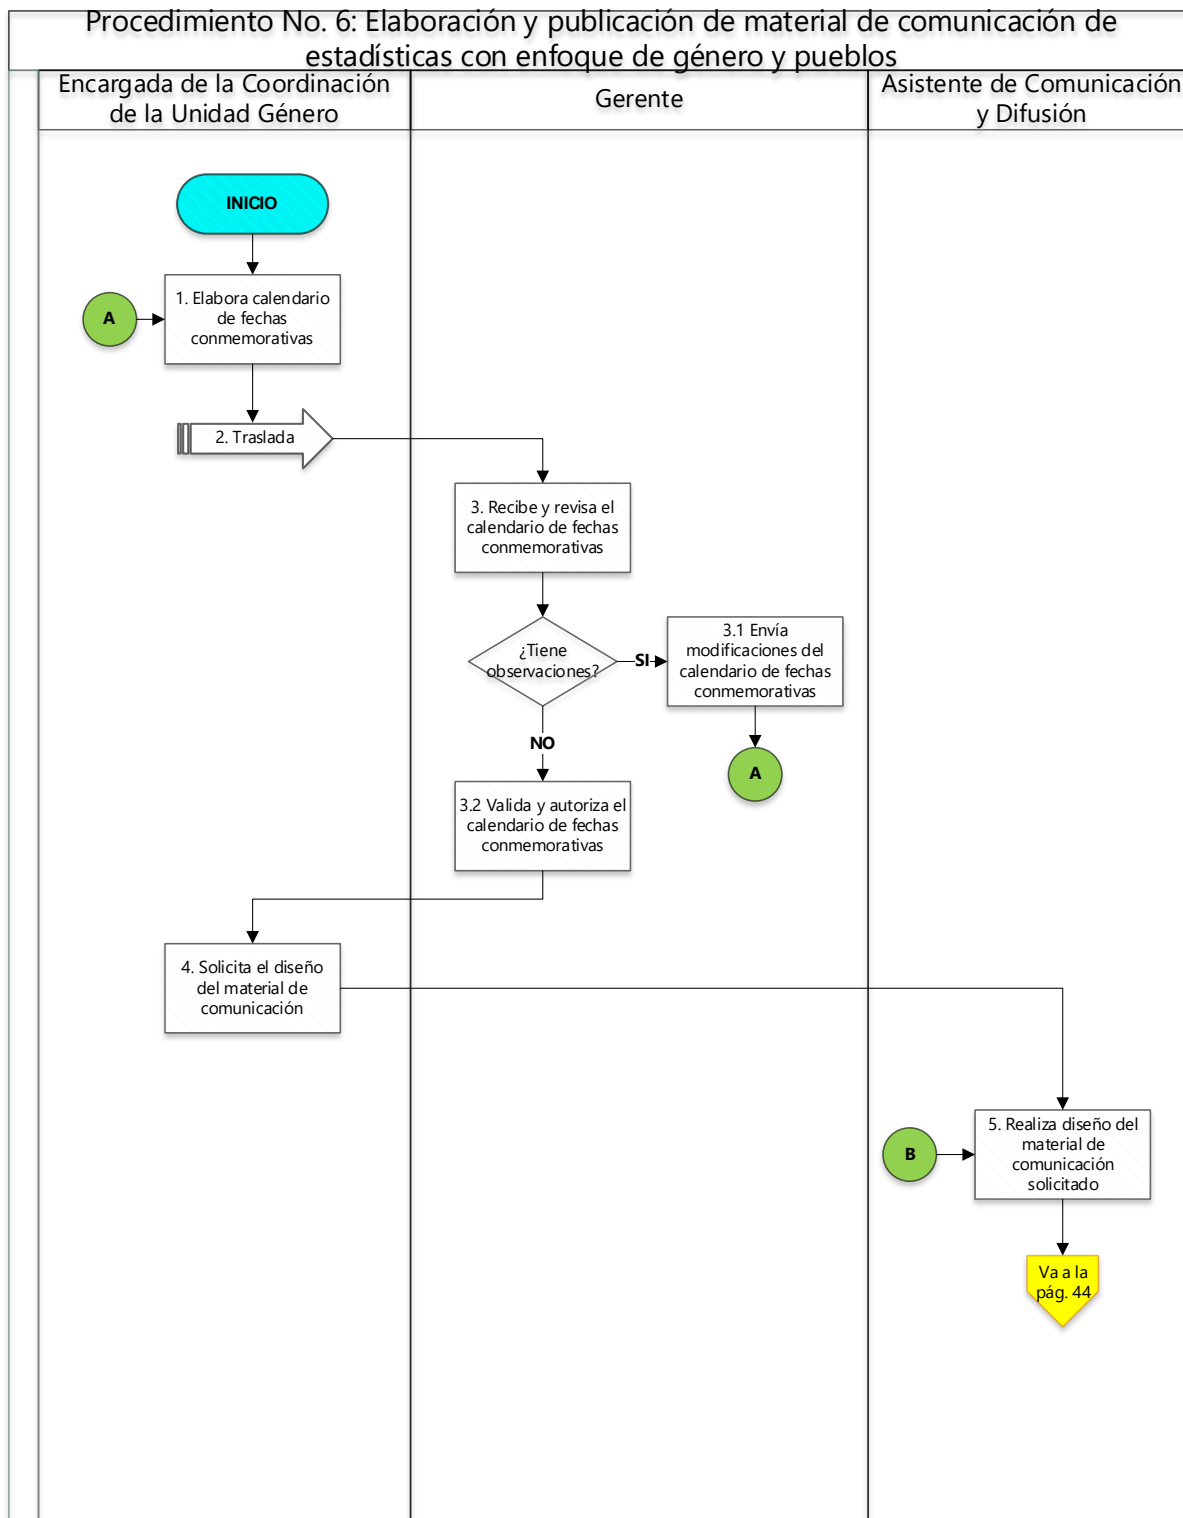 Procedimiento No. 6: Elaboración y publicación de material de comunicación de
estadísticas con enfoque de género y pueblos
Encargada de la Coordinación
de la Unidad Género
Gerente
Asistente de Comunicación
y Difusión
INICIO
A
1. Elabora calendario
de fechas
conmemorativas
2. Traslada
3. Recibe y revisa el
calendario de fechas
conmemorativas
¿Tiene
observaciones?
SI
3.1 Envía
modificaciones del
calendario de fechas
conmemorativas
NO
A
3.2 Valida y autoriza el
calendario de fechas
conmemorativas
4. Solicita el diseño
del material de
comunicación
B
5. Realiza diseño del
material de
comunicación
solicitado
Va a la
pág. 44